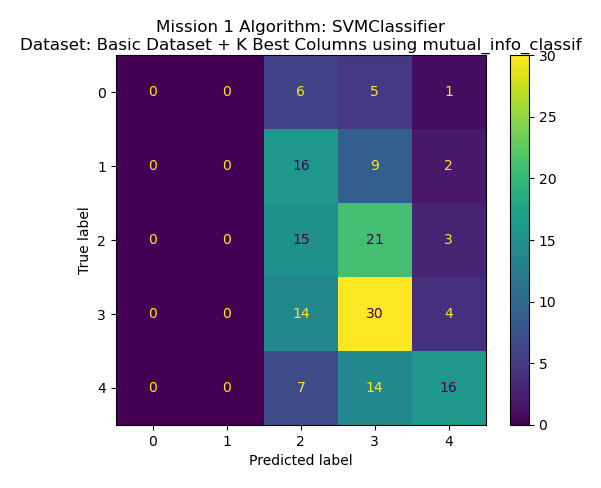 Mission 1 Algorithm: SVMClassifier
Dataset: Basic Dataset + K Best Columns using mutual_info_classif
True label
0 0 0 6 5 1
1 0 0 16 9 2
2 0 0 15 21 3
3 0 0 14 30 4
4 0 0 7 14 16
0 1 2 3 4
Predicted label
30
25
20
15
10
5
0